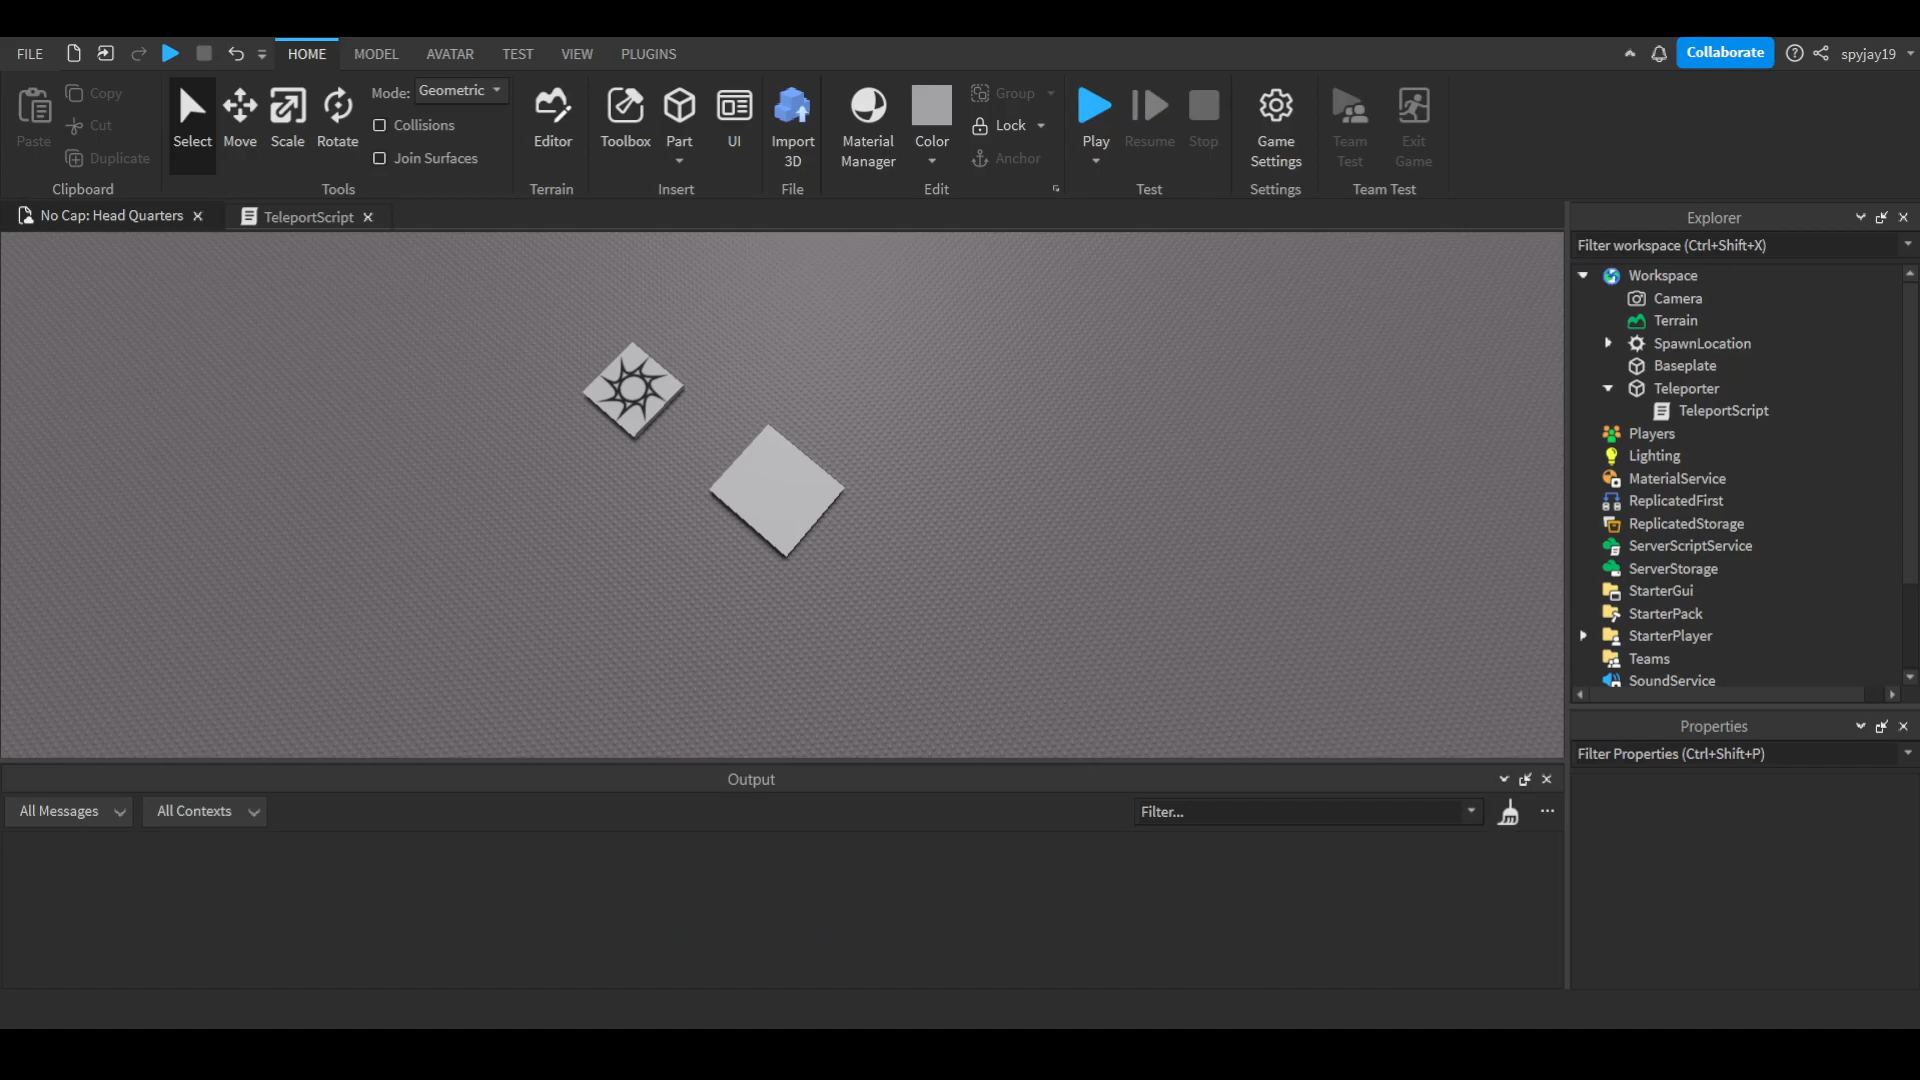 FILE HOME MODEL AVATAR TEST VIEW PLUGINS Collaborate spyjay19
Mode: Geometric
Copy
Collisions
Cut
Join Surfaces
Duplicate
Paste Select Move Scale Rotate Editor Toolbox Part UI Import 3D Material Manager Color Group
Lock
Anchor
Play Resume Stop Game Settings Team Test Exit Game
Clipboard Tools Terrain Insert File Edit Test Settings Team Test
No Cap: Head Quarters TeleportScript
Explorer
Filter workspace (Ctrl+Shift+X)
Workspace
Camera
Terrain
SpawnLocation
Baseplate
Teleporter
TeleportScript
Players
Lighting
MaterialService
ReplicatedFirst
ReplicatedStorage
ServerScriptService
ServerStorage
StarterGui
StarterPack
StarterPlayer
Teams
SoundService
Properties
Filter Properties (Ctrl+Shift+P)
Output
All Messages All Contexts Filter...